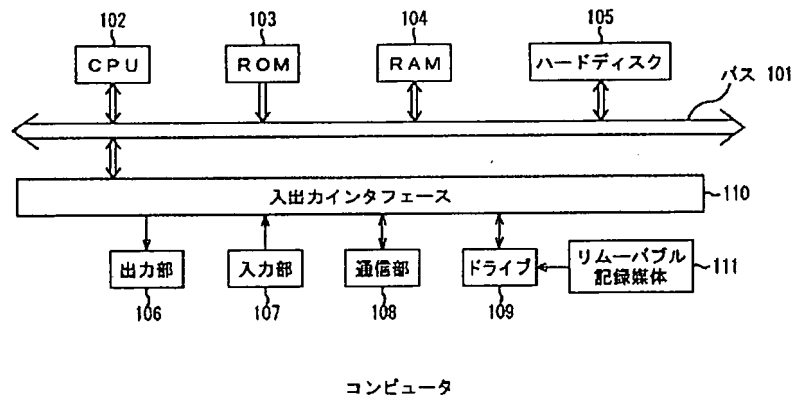 102
103
104
105
CPU
ROM
RAM
ハードディスク
バス 101
入出力インタフェース
110
出力部
入力部
通信部
ドライブ
リムーバブル
記録媒体
111
106
107
108
109
コンピュータ